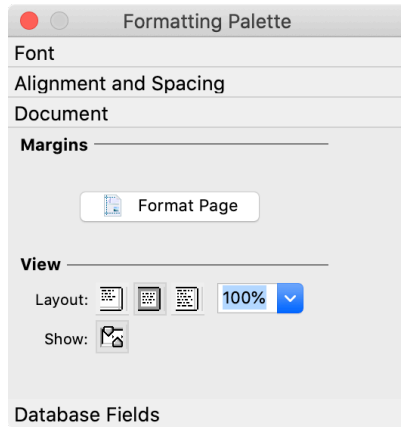 Formatting Palette
Font
Alignment and Spacing
Document
Margins
Format Page
View
Layout: 100%
Show:
Database Fields